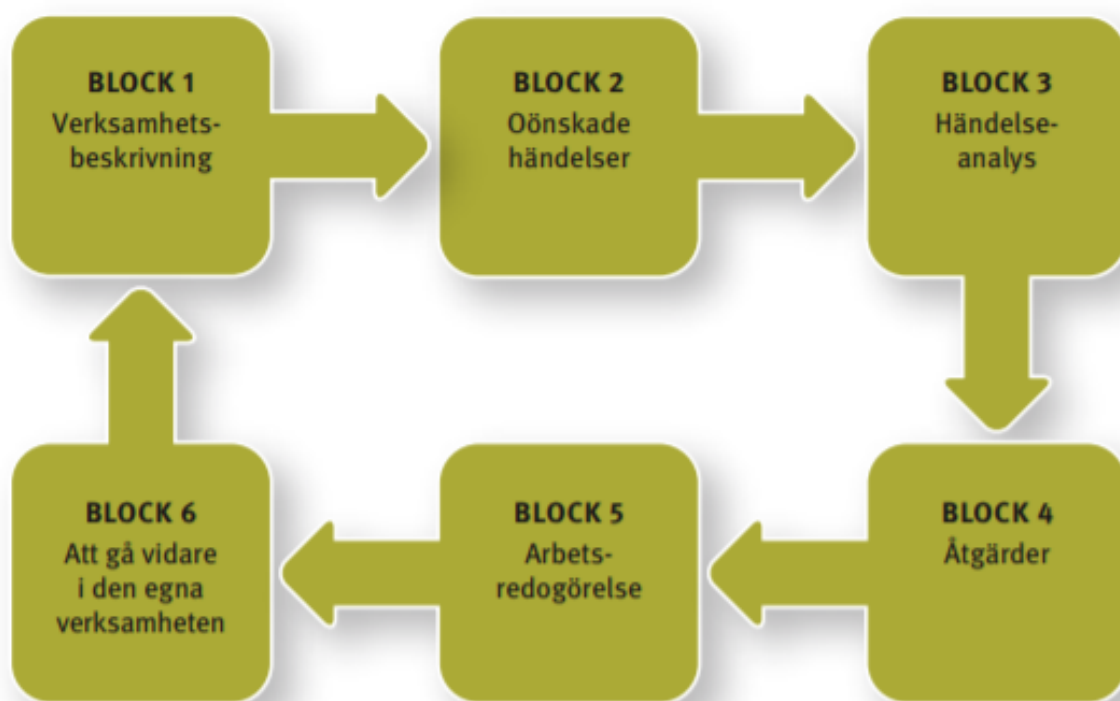 BLOCK 1
Verksamhets-
beskrivning
BLOCK 2
Oönskade
händelser
BLOCK 3
Händelse-
analys
BLOCK 4
Åtgärder
BLOCK 5
Arbets-
redogörelse
BLOCK 6
Att gå vidare
i den egna
verksamheten